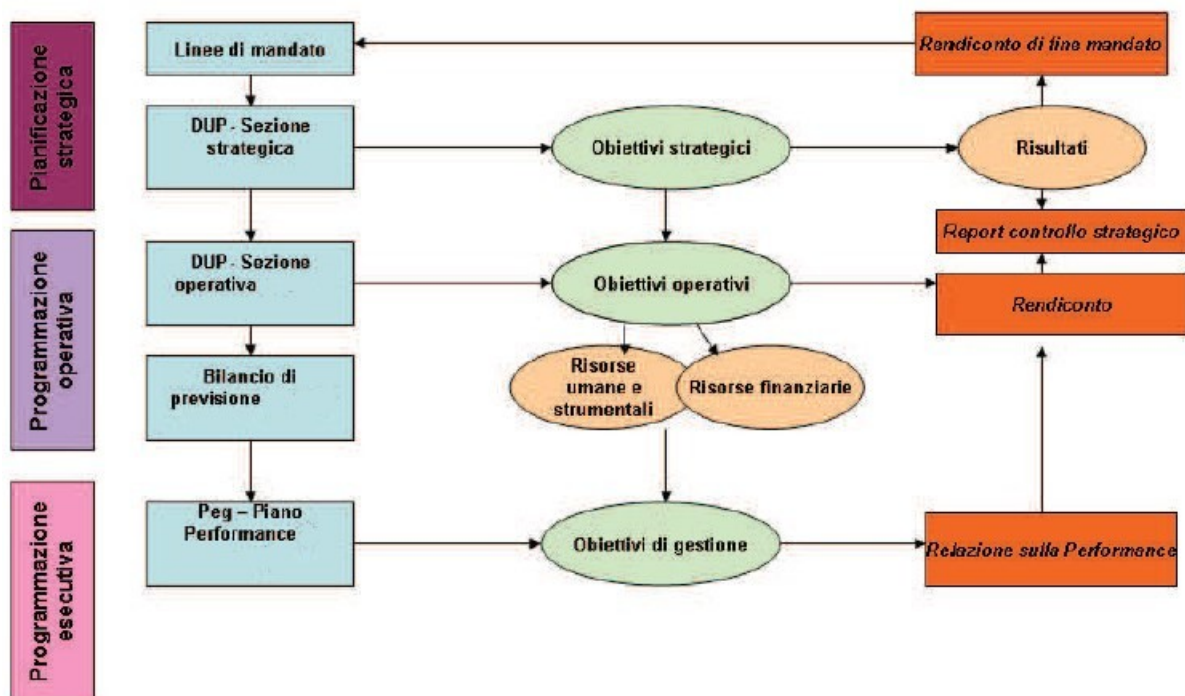 Pianificazione
strategica
Linee di mandato
Rendiconto di fine mandato
DUP - Sezione
strategica
Obiettivi strategici
Risultati
Report controllo strategico
Programmazione
operativa
DUP - Sezione
operativa
Obiettivi operativi
Rendiconto
Bilancio di
previsione
Risorse
umane e
strumentali
Risorse finanziarie
Programmazione
esecutiva
Peg – Piano
Performance
Obiettivi di gestione
Relazione sulla Performance